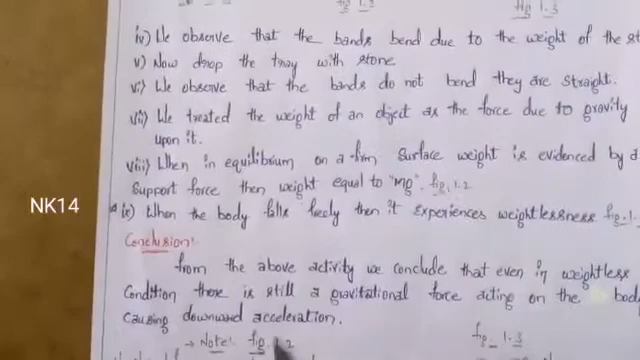 fig 1.2 fig 1.3
iv) We observe that the bands bend due to the weight of the
v) Now drop the tray with stone
vi) We observe that the bands do not bend they are straight.
vii) We treated the weight of an object as the force due to gravity
upon it.
viii) When in equilibrium on a firm surface weight is evidenced by a
Support force then weight equal to "mg". fig. 1.2
ix) When the body falls freely then it experiences weightlessness fig. 1.
NK14
Conclusion:
from the above activity we conclude that even in weightless
Condition there is still a gravitational force acting on the body
causing downward acceleration.
→ Note: fig. 1.2 fig 1.3